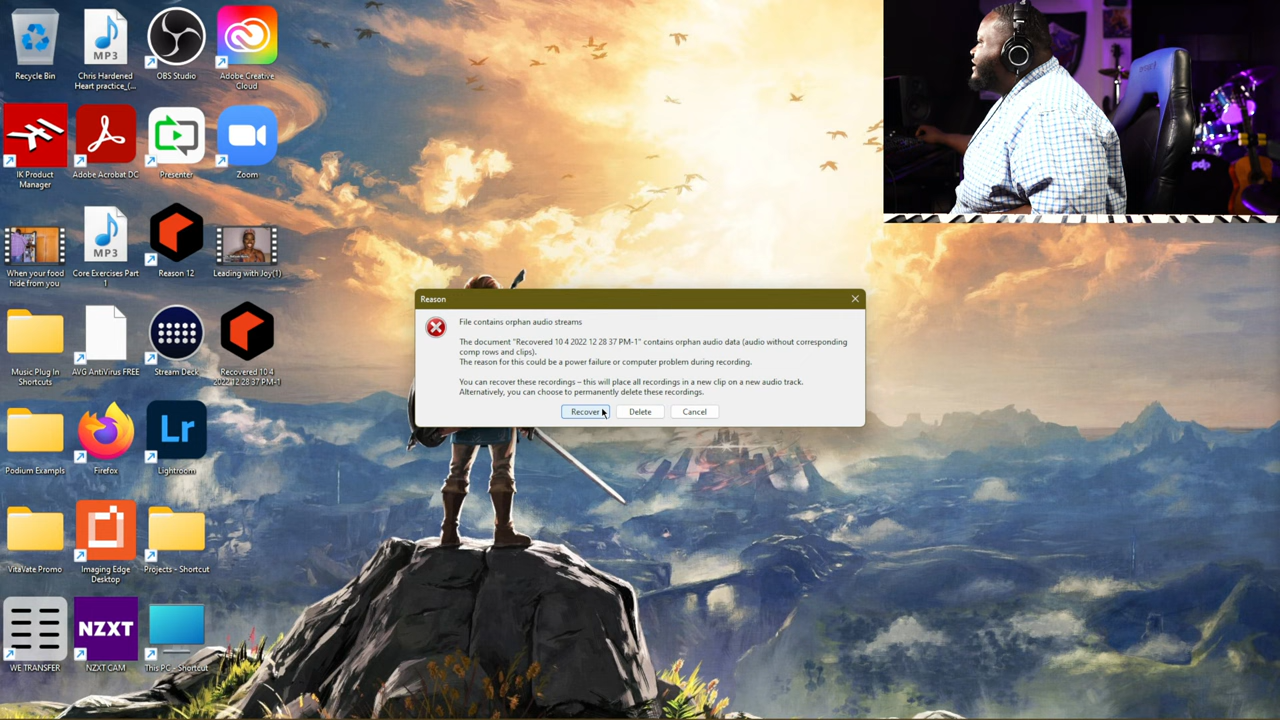 Recycle Bin
MP3
Chris Hardened
Heart practice_(...
OBS Studio
Adobe Creative
Cloud
IK Product
Manager
Adobe Acrobat DC
Presenter
Zoom
When your food
hide from you
MP3
Core Exercises Part
1
Reason 12
Leading with Joy(1)
Music Plug In
Shortcuts
AVG AntiVirus FREE
Stream Deck
Recovered 10 4
2022 12 28 37 PM-1
Podium Exampls
Firefox
Lr
Lightroom
VitaVate Promo
Imaging Edge
Desktop
Projects - Shortcut
WE TRANSFER
NZXT
NZXT CAM
This PC - Shortcut
Reason
File contains orphan audio streams
The document "Recovered 10 4 2022 12 28 37 PM-1" contains orphan audio data (audio without corresponding
comp rows and clips).
The reason for this could be a power failure or computer problem during recording.
You can recover these recordings – this will place all recordings in a new clip on a new audio track.
Alternatively, you can choose to permanently delete these recordings.
Recover
Delete
Cancel
pdp